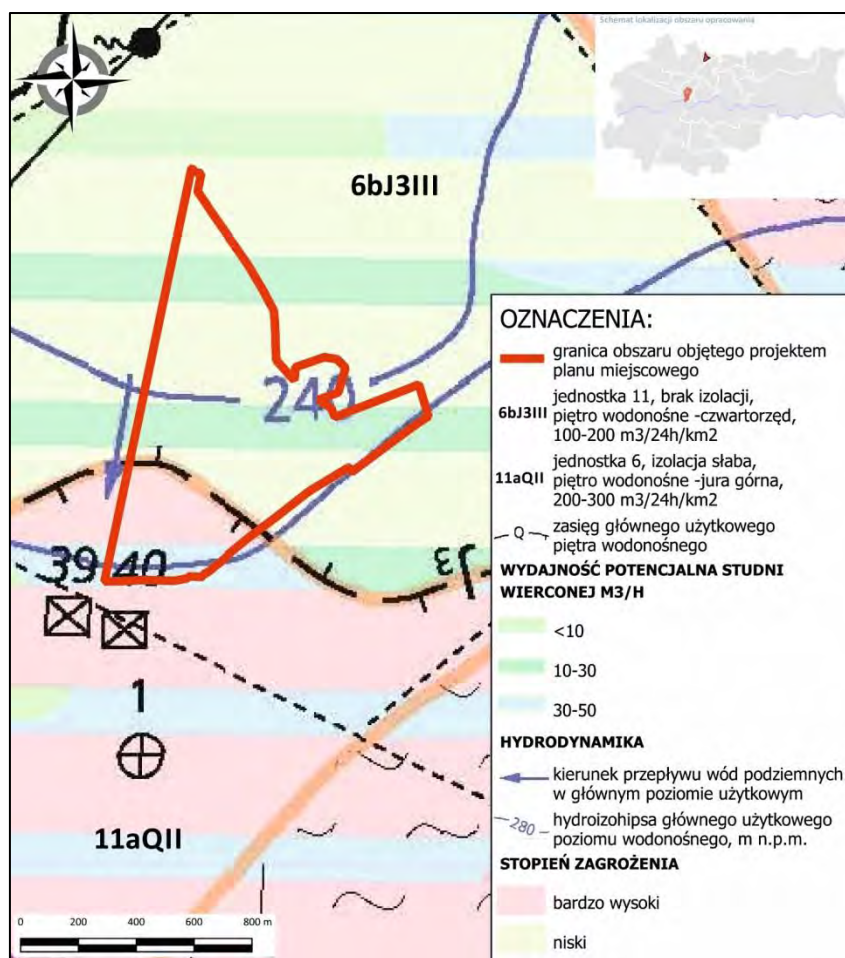 Schemat lokalizacji obszaru opracowania
6bJ3III
240
39 40
J3
1
11aQII
0 200 400 600 800 m
OZNACZENIA:
granica obszaru objętego projektem
planu miejscowego
6bJ3III
jednostka 11, brak izolacji,
piętro wodonośne -czwartorzęd,
100-200 m3/24h/km2
11aQII
jednostka 6, izolacja słaba,
piętro wodonośne -jura górna,
200-300 m3/24h/km2
Q
zasięg głównego użytkowego
piętra wodonośnego
WYDAJNOŚĆ POTENCJALNA STUDNI
WIERCONEJ M3/H
<10
10-30
30-50
HYDRODYNAMIKA
kierunek przepływu wód podziemnych
w głównym poziomie użytkowym
280
hydroizohipsa głównego użytkowego
poziomu wodonośnego, m n.p.m.
STOPIEŃ ZAGROŻENIA
bardzo wysoki
niski